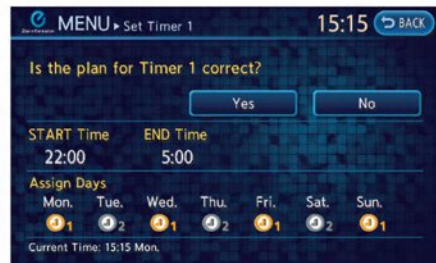 MENU ▸ Set Timer 1 15:15 BACK
Is the plan for Timer 1 correct?
Yes No
START Time END Time
22:00 5:00
Assign Days
Mon. Tue. Wed. Thu. Fri. Sat. Sun.
1 2 1 2 1 2 1
Current Time: 15:15 Mon.